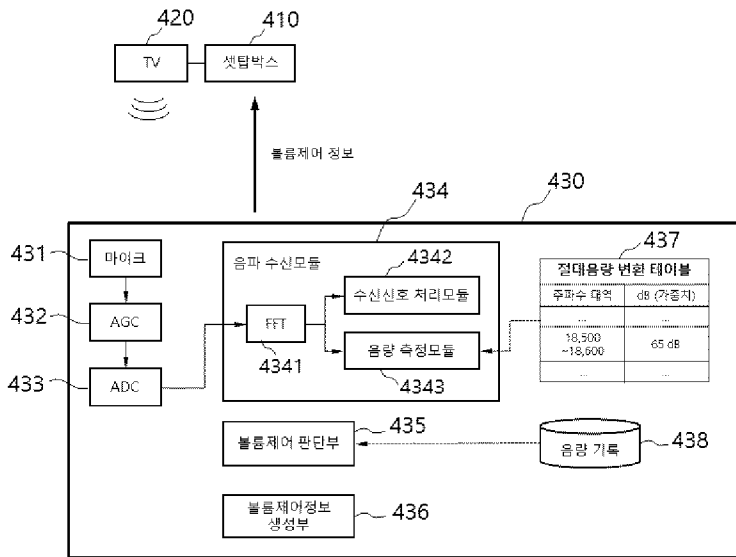 420
410
TV
셋탑박스
볼륨제어 정보
430
434
431
마이크
음파 수신모듈
4342
437
수신신호 처리모듈
절대음량 변환 테이블
주파수 대역
dB (가중치)
...
...
432
AGC
FFT
4341
18,500
~18,600
65 dB
음량 측정모듈
4343
...
...
433
ADC
435
볼륨제어 판단부
음량 기록
438
볼륨제어정보
생성부
436